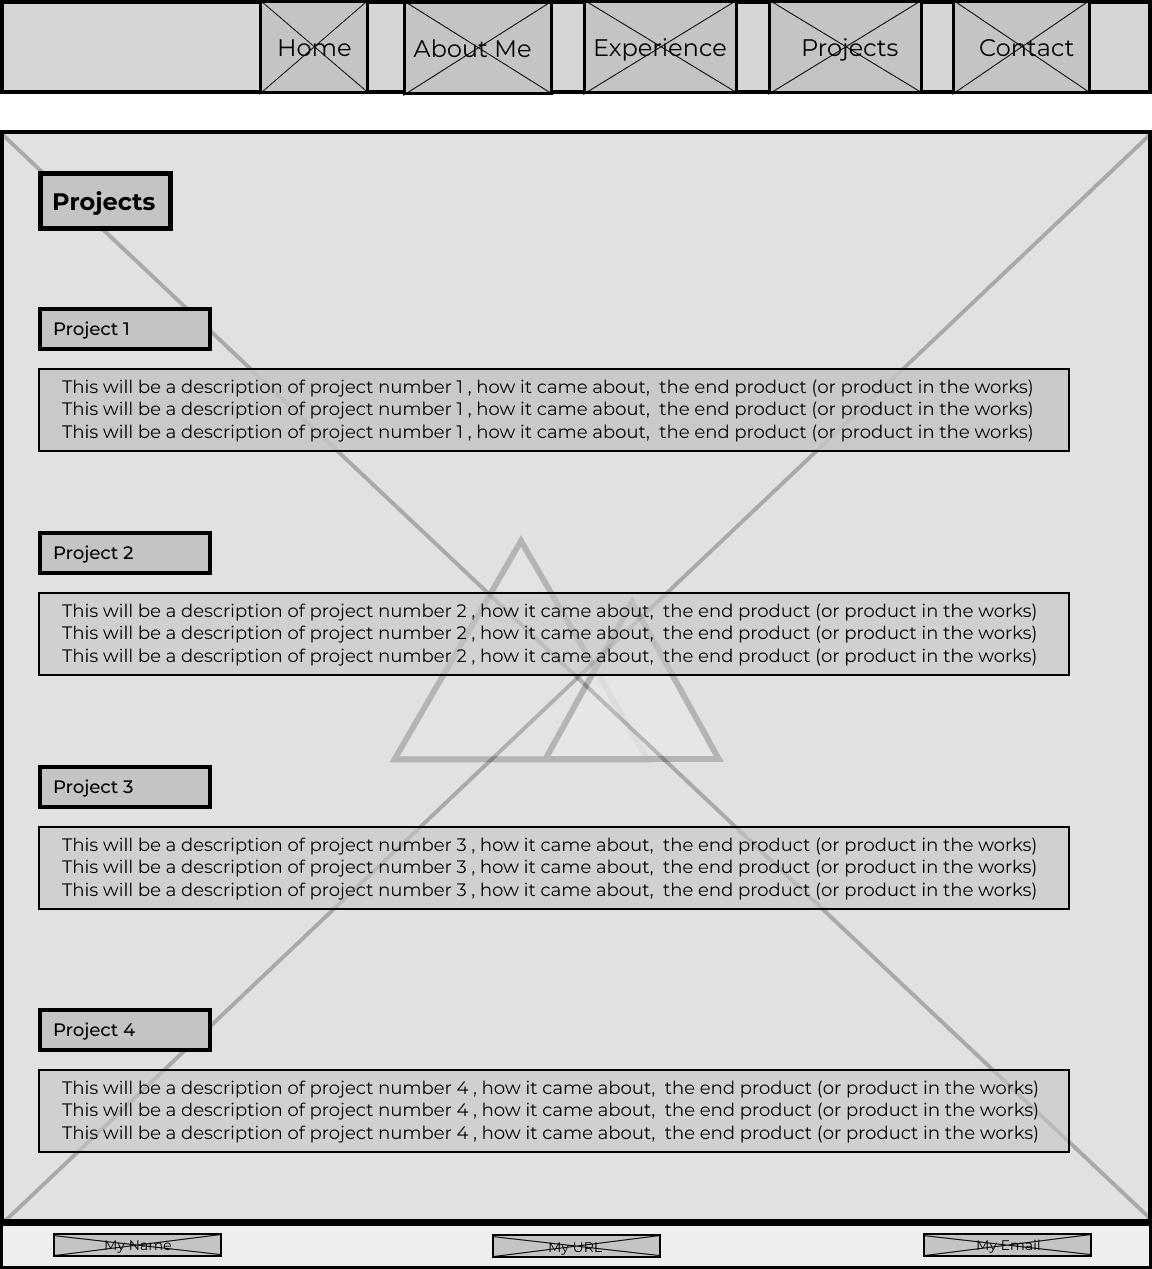 Home About Me Experience Projects Contact
Projects
Project 1
This will be a description of project number 1 , how it came about,  the end product (or product in the works)
This will be a description of project number 1 , how it came about,  the end product (or product in the works)
This will be a description of project number 1 , how it came about,  the end product (or product in the works)
Project 2
This will be a description of project number 2 , how it came about,  the end product (or product in the works)
This will be a description of project number 2 , how it came about,  the end product (or product in the works)
This will be a description of project number 2 , how it came about,  the end product (or product in the works)
Project 3
This will be a description of project number 3 , how it came about,  the end product (or product in the works)
This will be a description of project number 3 , how it came about,  the end product (or product in the works)
This will be a description of project number 3 , how it came about,  the end product (or product in the works)
Project 4
This will be a description of project number 4 , how it came about,  the end product (or product in the works)
This will be a description of project number 4 , how it came about,  the end product (or product in the works)
This will be a description of project number 4 , how it came about,  the end product (or product in the works)
My Name My URL My Email